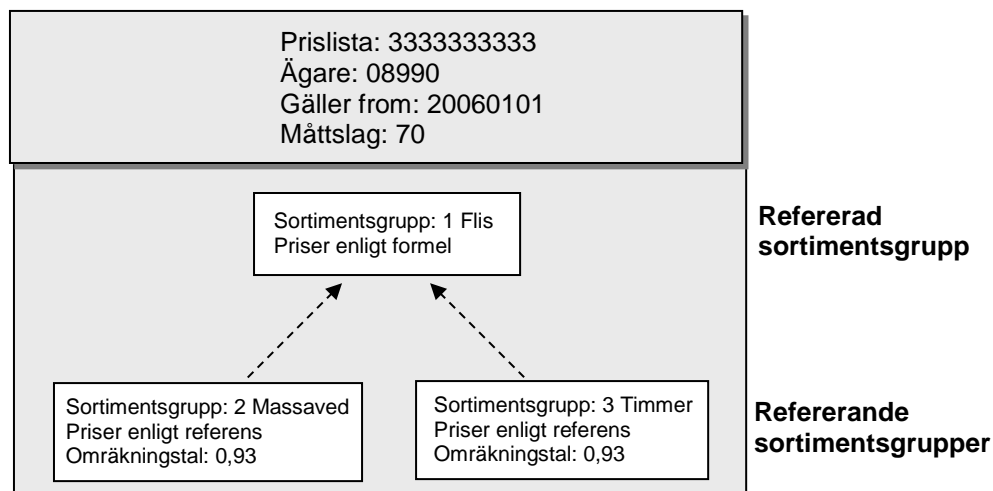 Prislista: 3333333333
Ägare: 08990
Gäller from: 20060101
Måttslag: 70
Sortimentsgrupp: 1 Flis
Priser enligt formel
Refererad
sortimentsgrupp
Sortimentsgrupp: 2 Massaved
Priser enligt referens
Omräkningstal: 0,93
Sortimentsgrupp: 3 Timmer
Priser enligt referens
Omräkningstal: 0,93
Refererande
sortimentsgrupper